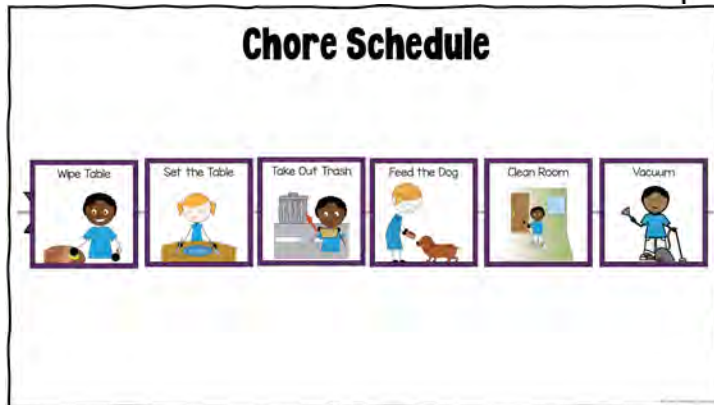 Chore Schedule
Wipe Table
Set the Table
Take Out Trash
Feed the Dog
Clean Room
Vacuum